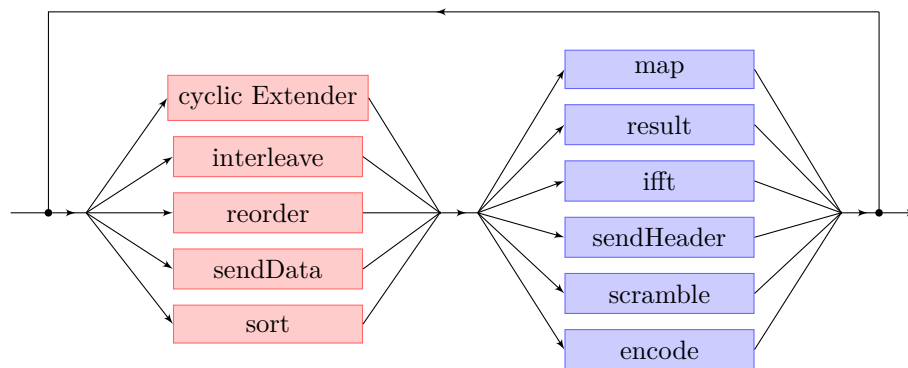 cyclic Extender
interleave
reorder
sendData
sort
map
result
ifft
sendHeader
scramble
encode